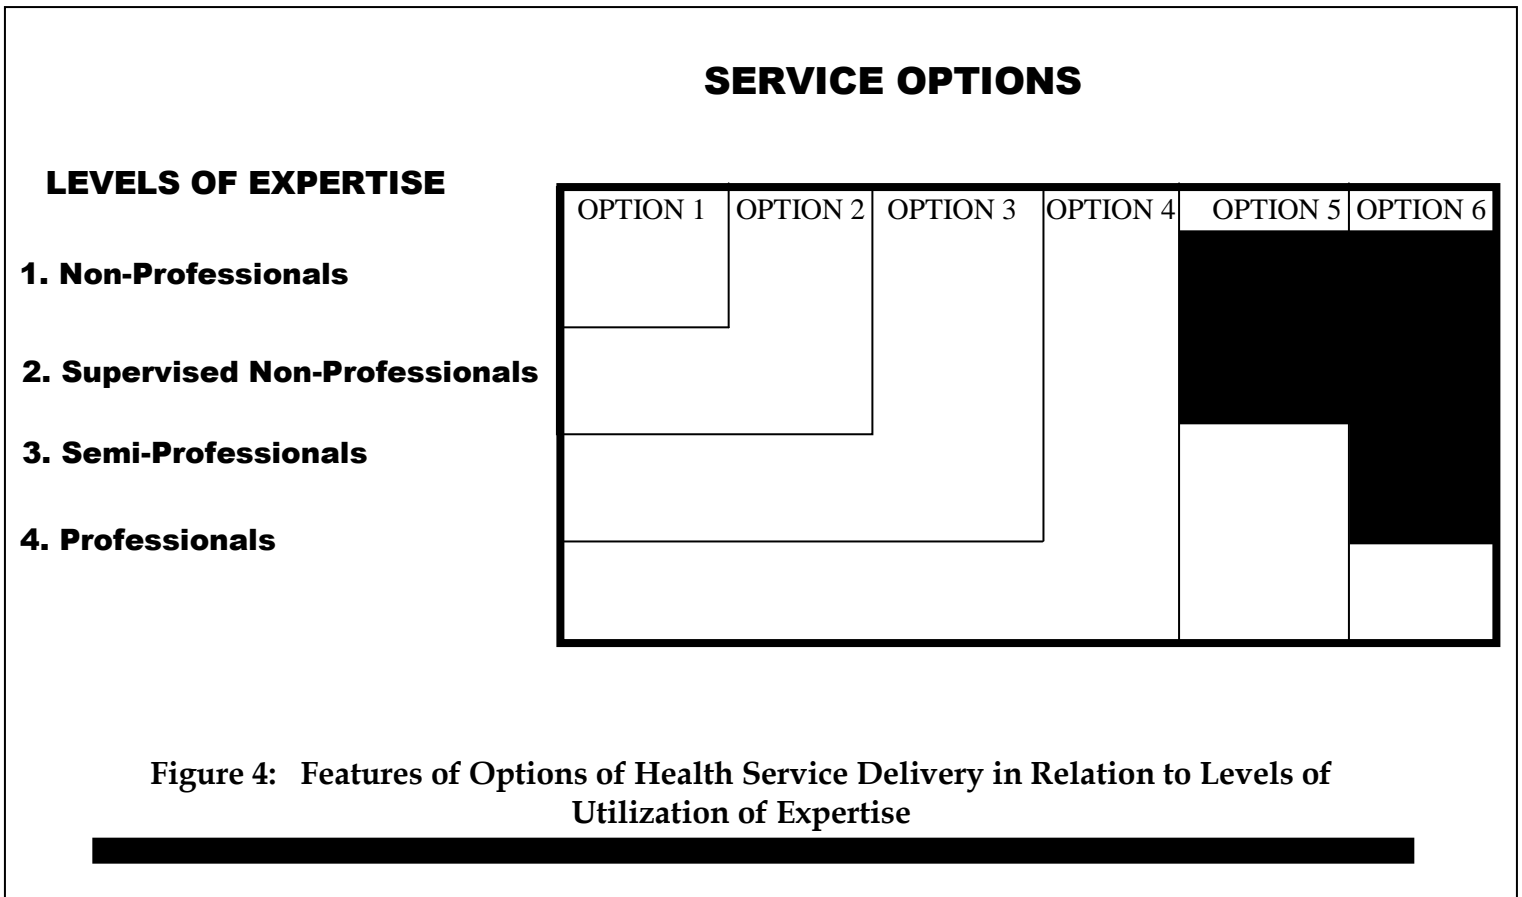 SERVICE OPTIONS
LEVELS OF EXPERTISE
OPTION 1 OPTION 2 OPTION 3 OPTION 4 OPTION 5 OPTION 6
1. Non-Professionals
2. Supervised Non-Professionals
3. Semi-Professionals
4. Professionals
Figure 4: Features of Options of Health Service Delivery in Relation to Levels of
Utilization of Expertise